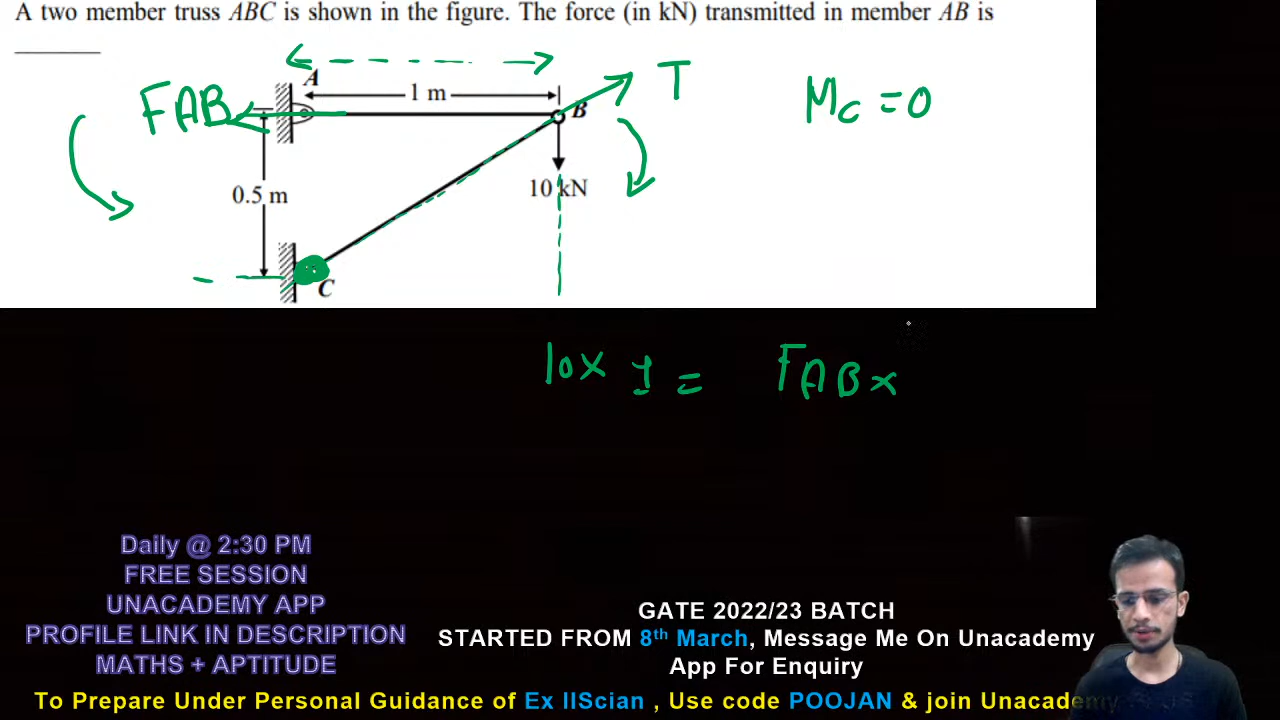 A two member truss ABC is shown in the figure. The force (in kN) transmitted in member AB is
A
1 m
B
T
FAB
Mc = 0
0.5 m
10 kN
C
10 x 1 = FAB x
Daily @ 2:30 PM
FREE SESSION
UNACADEMY APP
PROFILE LINK IN DESCRIPTION
MATHS + APTITUDE
GATE 2022/23 BATCH
STARTED FROM 8th March, Message Me On Unacademy
App For Enquiry
To Prepare Under Personal Guidance of Ex IIScian , Use code POOJAN & join Unacademy